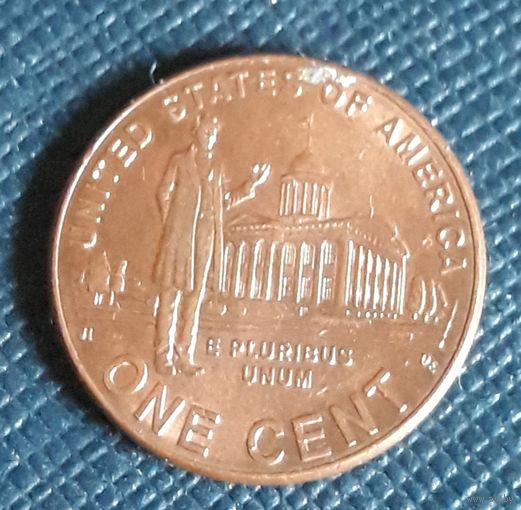 UNITED STATES OF AMERICA
E PLURIBUS
UNUM
ONE CENT